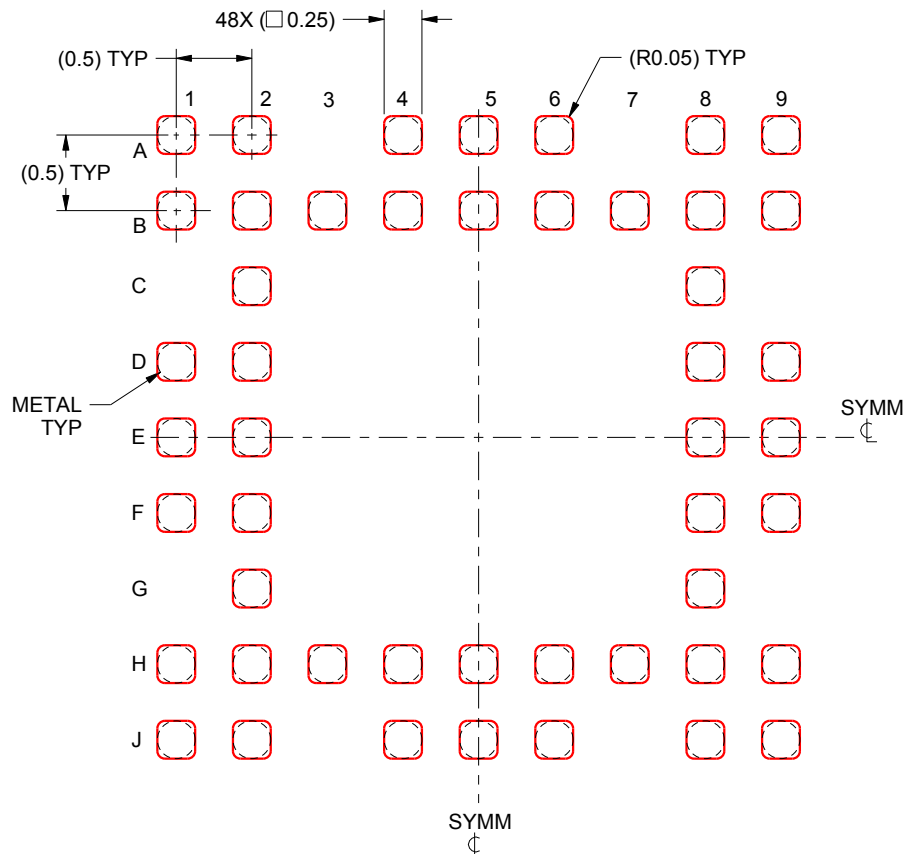 48X (□ 0.25)
(0.5) TYP
(R0.05) TYP
1 2 3 4 5 6 7 8 9
A
(0.5) TYP
B
C
D
METAL
TYP
E
SYMM
℄
F
G
H
J
SYMM
℄